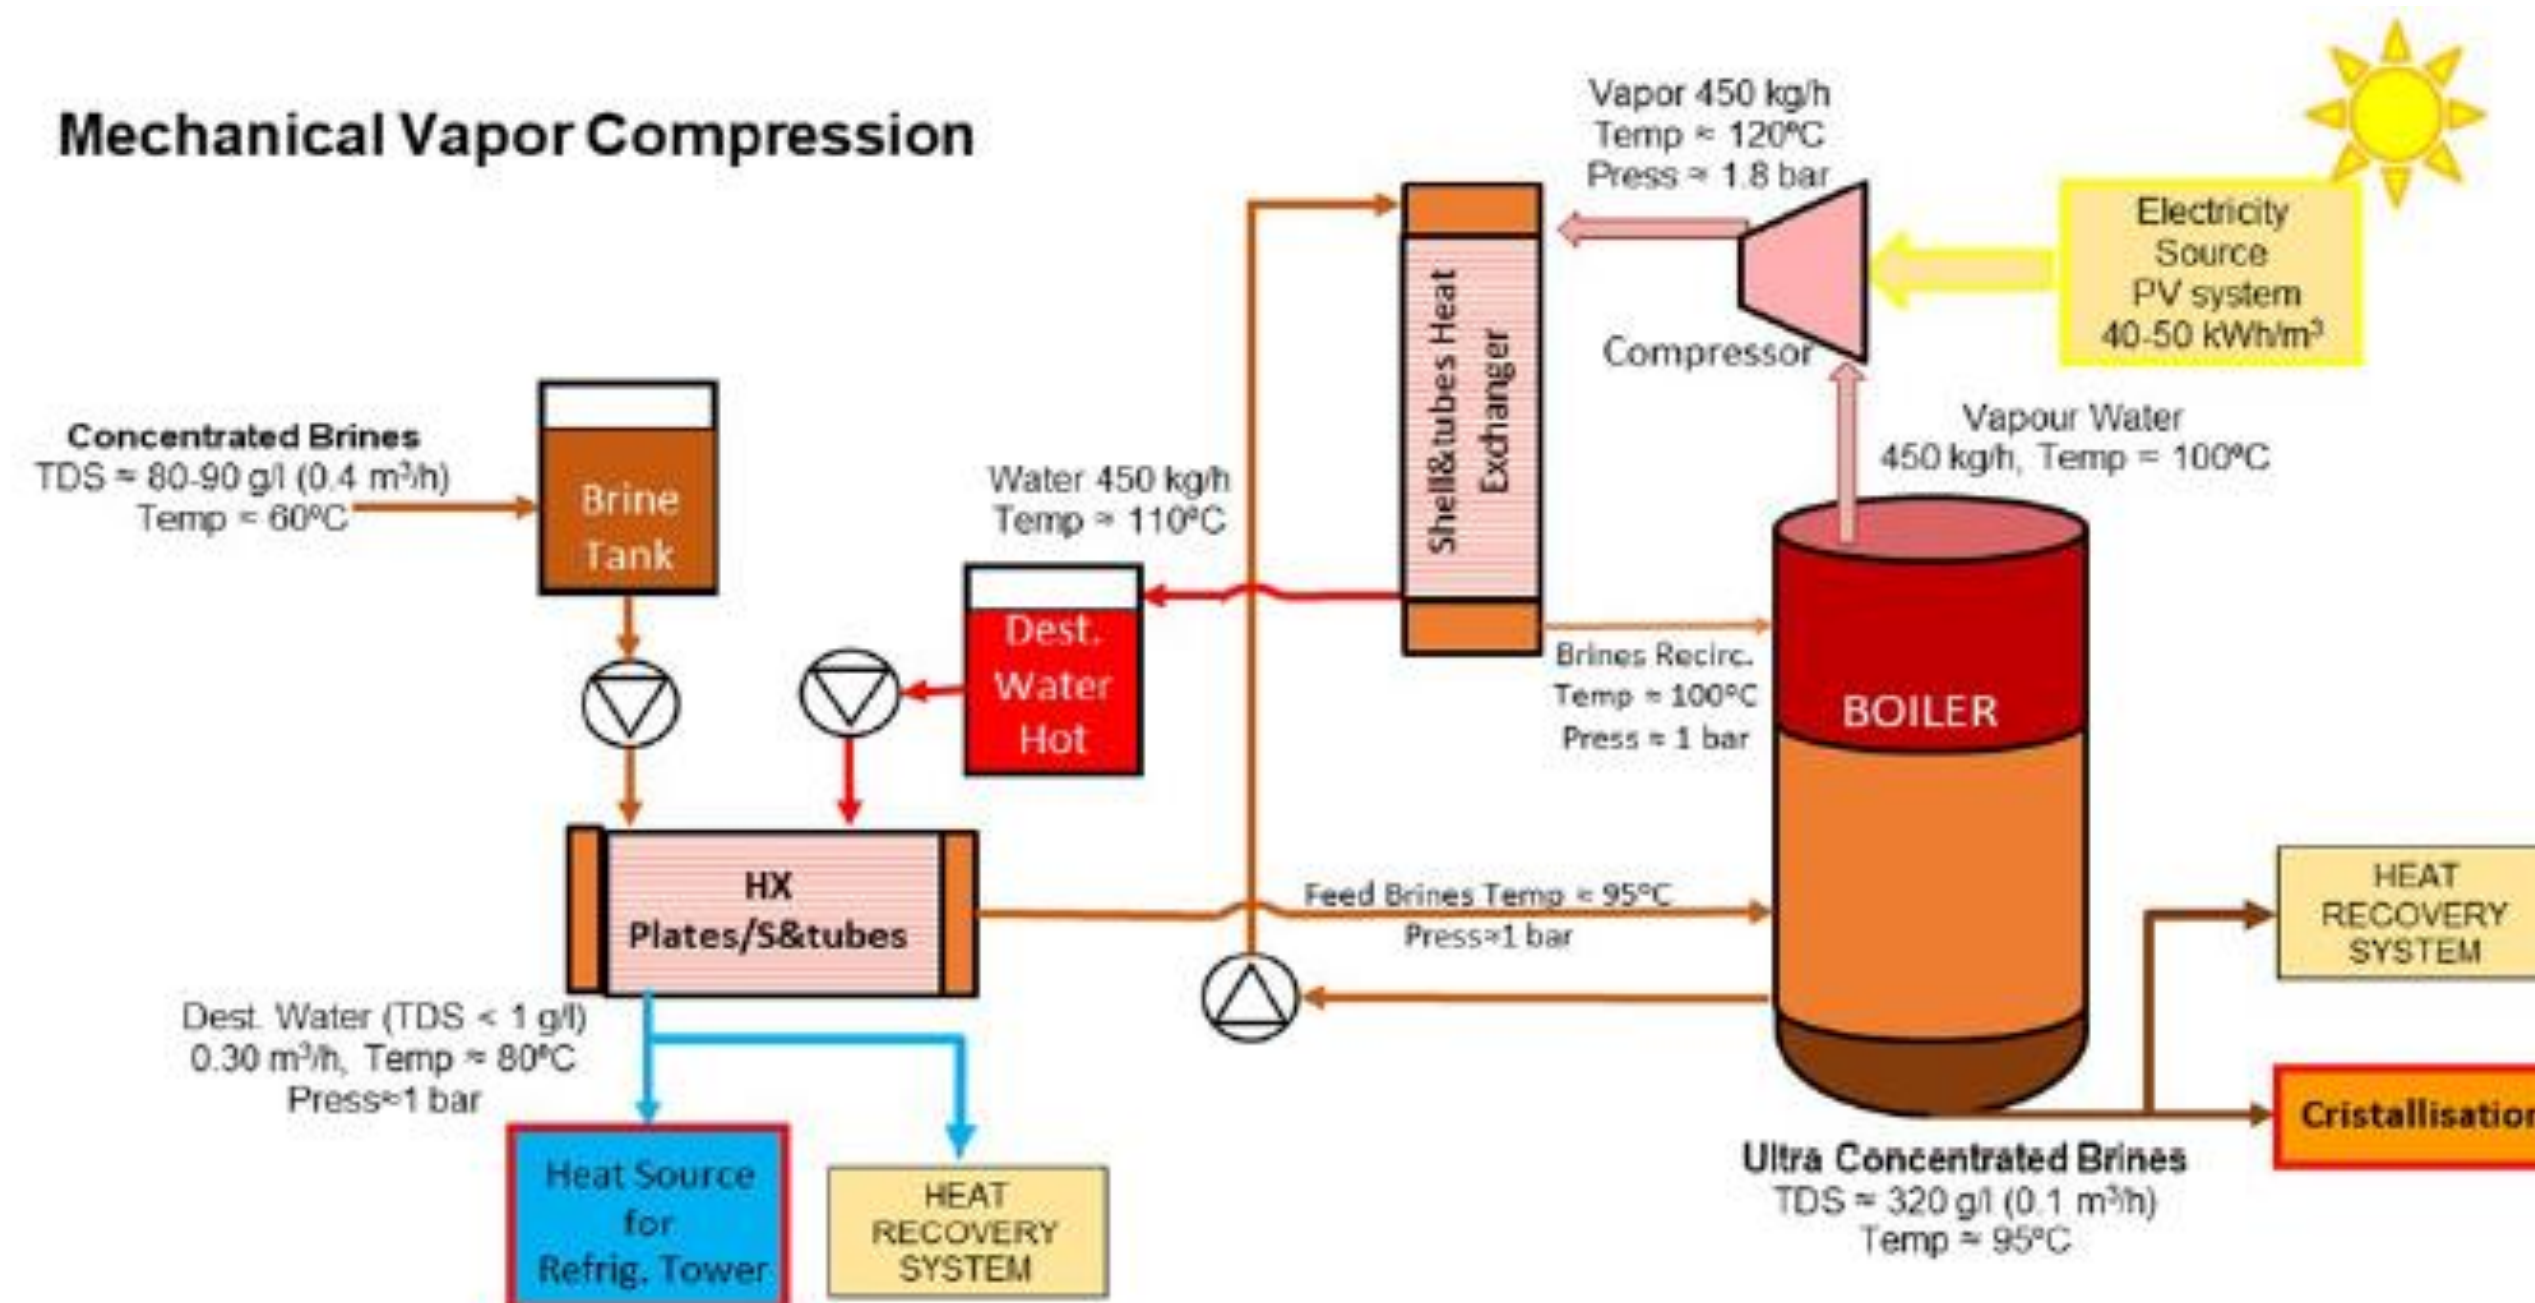 Mechanical Vapor Compression
Vapor 450 kg/h
Temp ≈ 120ºC
Press ≈ 1.8 bar
Electricity
Source
PV system
40-50 kWh/m³
Compressor
Shell&tubes Heat
Exchanger
Vapour Water
450 kg/h, Temp = 100ºC
Concentrated Brines
TDS ≈ 80-90 g/l (0.4 m³/h)
Temp = 60ºC
Brine
Tank
Water 450 kg/h
Temp ≈ 110ºC
Dest.
Water
Hot
Brines Recirc.
Temp ≈ 100ºC
Press ≈ 1 bar
BOILER
HX
Plates/S&tubes
Feed Brines Temp ≈ 95ºC
Press≈1 bar
HEAT
RECOVERY
SYSTEM
Dest. Water (TDS < 1 g/l)
0.30 m³/h, Temp ≈ 80ºC
Press≈1 bar
Heat Source
for
Refrig. Tower
HEAT
RECOVERY
SYSTEM
Cristallisation
Ultra Concentrated Brines
TDS ≈ 320 g/l (0.1 m³/h)
Temp ≈ 95ºC